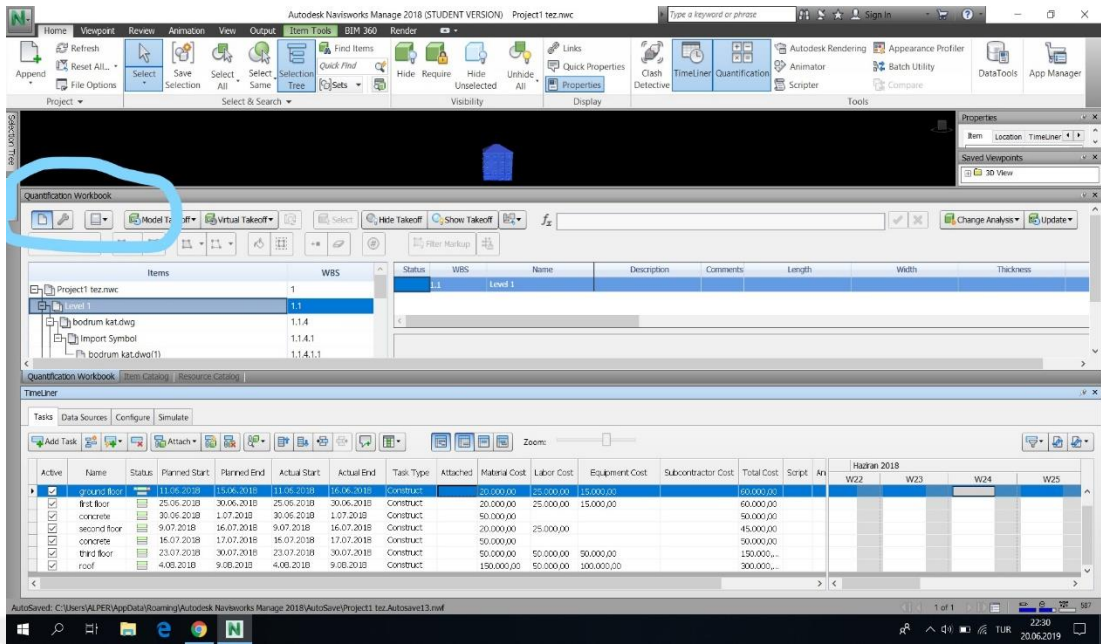 Autodesk Navisworks Manage 2018 (STUDENT VERSION) Project1 tez.nwc
Type a keyword or phrase
Sign In
Home Viewpoint Review Animation View Output Item Tools BIM 360 Render
Append
Refresh
Reset All...
File Options
Project
Select
Save Selection
Select All
Select Same
Selection Tree
Find Items
Quick Find
Sets
Select & Search
Hide
Require
Hide Unselected
Unhide All
Visibility
Links
Quick Properties
Properties
Display
Clash Detective
TimeLiner
Quantification
Autodesk Rendering
Animator
Scripter
Appearance Profiler
Batch Utility
Compare
Tools
DataTools
App Manager
Selection Tree
Properties
Item Location TimeLiner
Saved Viewpoints
3D View
Quantification Workbook
Model Takeoff Virtual Takeoff Select Hide Takeoff Show Takeoff fx Change Analysis Update
Filter Markup
Items WBS
Project1 tez.nwc 1
Level 1 1.1
bodrum kat.dwg 1.1.4
Import Symbol 1.1.4.1
bodrum kat.dwg(1) 1.1.4.1.1
Status WBS Name Description Comments Length Width Thickness
1.1 Level 1
Quantification Workbook Item Catalog Resource Catalog
TimeLiner
Tasks Data Sources Configure Simulate
Add Task Attach Zoom:
Active Name Status Planned Start Planned End Actual Start Actual End Task Type Attached Material Cost Labor Cost Equipment Cost Subcontractor Cost Total Cost Script Ani
Haziran 2018
W22 W23 W24 W25
ground floor 11.06.2018 15.06.2018 11.06.2018 16.06.2018 Construct 20.000,00 25.000,00 15.000,00 60.000,00
first floor 25.06.2018 30.06.2018 25.06.2018 30.06.2018 Construct 20.000,00 25.000,00 15.000,00 60.000,00
concrete 30.06.2018 1.07.2018 30.06.2018 1.07.2018 Construct 50.000,00 50.000,00
second floor 9.07.2018 16.07.2018 9.07.2018 16.07.2018 Construct 20.000,00 25.000,00 45.000,00
concrete 16.07.2018 17.07.2018 16.07.2018 17.07.2018 Construct 50.000,00 50.000,00
third floor 23.07.2018 30.07.2018 23.07.2018 30.07.2018 Construct 50.000,00 50.000,00 50.000,00 150.000,...
roof 4.08.2018 9.08.2018 4.08.2018 9.08.2018 Construct 150.000,00 50.000,00 100.000,00 300.000,...
AutoSaved: C:\Users\ALPER\AppData\Roaming\Autodesk Navisworks Manage 2018\AutoSave\Project1 tez.Autosave13.nwf
1 of 1
587
TUR
22:30
20.06.2019